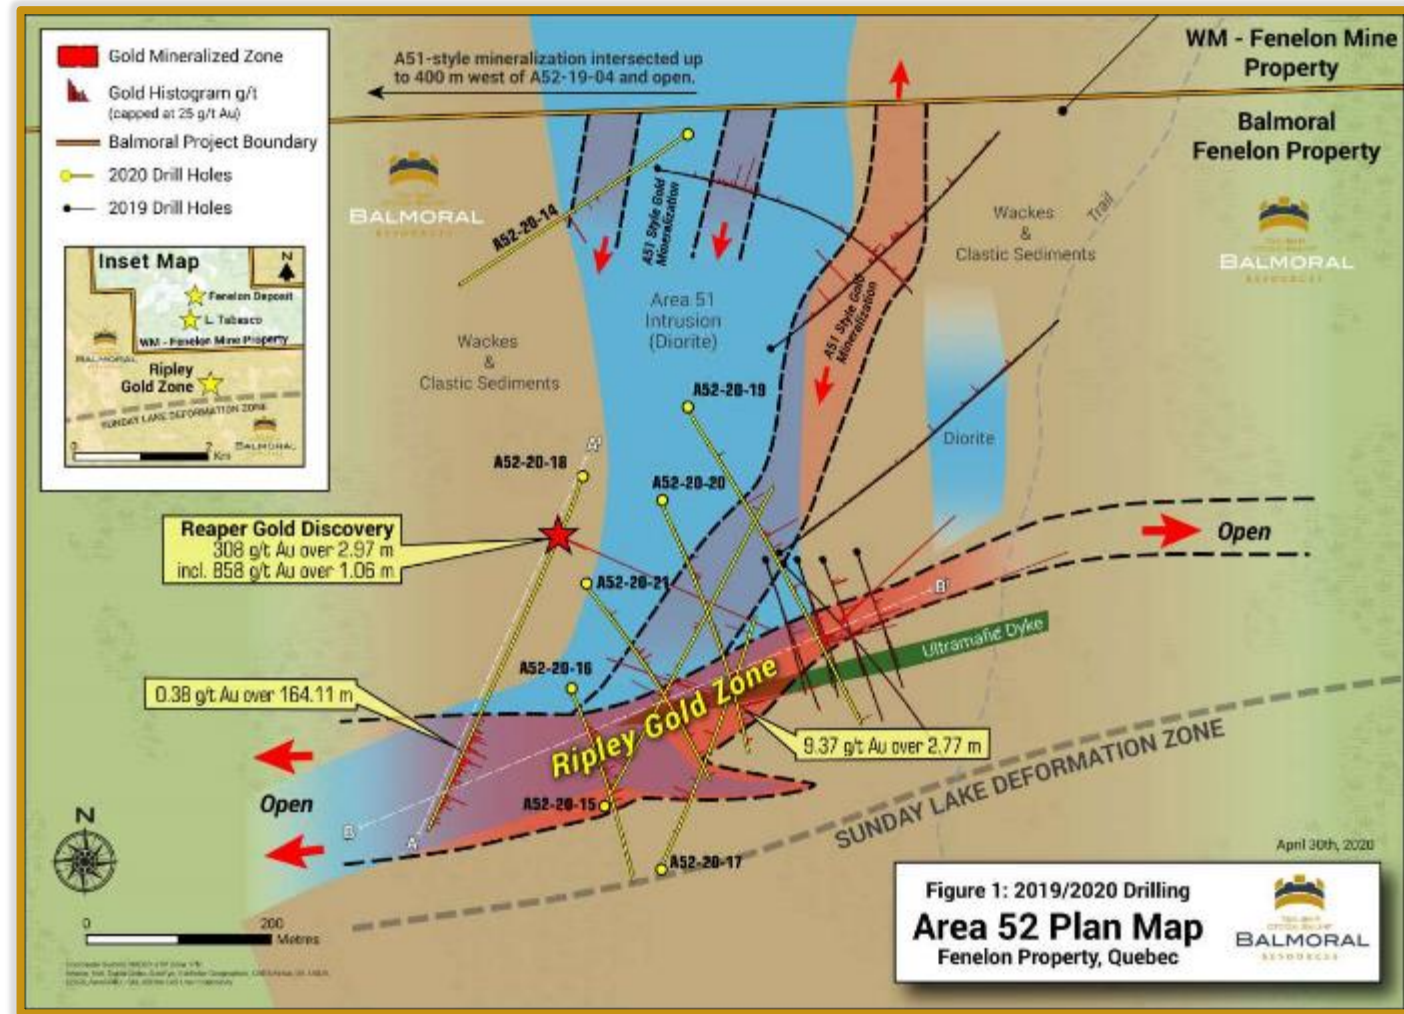 Gold Mineralized Zone
Gold Histogram g/t
(capped at 25 g/t Au)
Balmoral Project Boundary
2020 Drill Holes
2019 Drill Holes
Inset Map
N
Fenelon Deposit
L. Tabasco
WM - Fenelon Mine Property
BALMORAL
Ripley
Gold Zone
SUNDAY LAKE DEFORMATION ZONE
BALMORAL
0 2
Km
A51-style mineralization intersected up
to 400 m west of A52-19-04 and open.
WM - Fenelon Mine
Property
Balmoral
Fenelon Property
BALMORAL
RESOURCES
BALMORAL
RESOURCES
A52-20-14
A51 Style Gold
Mineralization
A51 Style Gold
Mineralization
Wackes
&
Clastic Sediments
Trail
Area 51
Intrusion
(Diorite)
Wackes
&
Clastic Sediments
A52-20-19
Diorite
A'
A52-20-18
A52-20-20
Reaper Gold Discovery
308 g/t Au over 2.97 m
incl. 858 g/t Au over 1.06 m
Open
A52-20-21
B'
Ultramafic Dyke
A52-20-16
0.38 g/t Au over 164.11 m
Ripley Gold Zone
9.37 g/t Au over 2.77 m
SUNDAY LAKE DEFORMATION ZONE
Open
A52-20-15
B
A
A52-20-17
N
0 200
Metres
April 30th, 2020
Figure 1: 2019/2020 Drilling
Area 52 Plan Map
Fenelon Property, Quebec
BALMORAL
RESOURCES